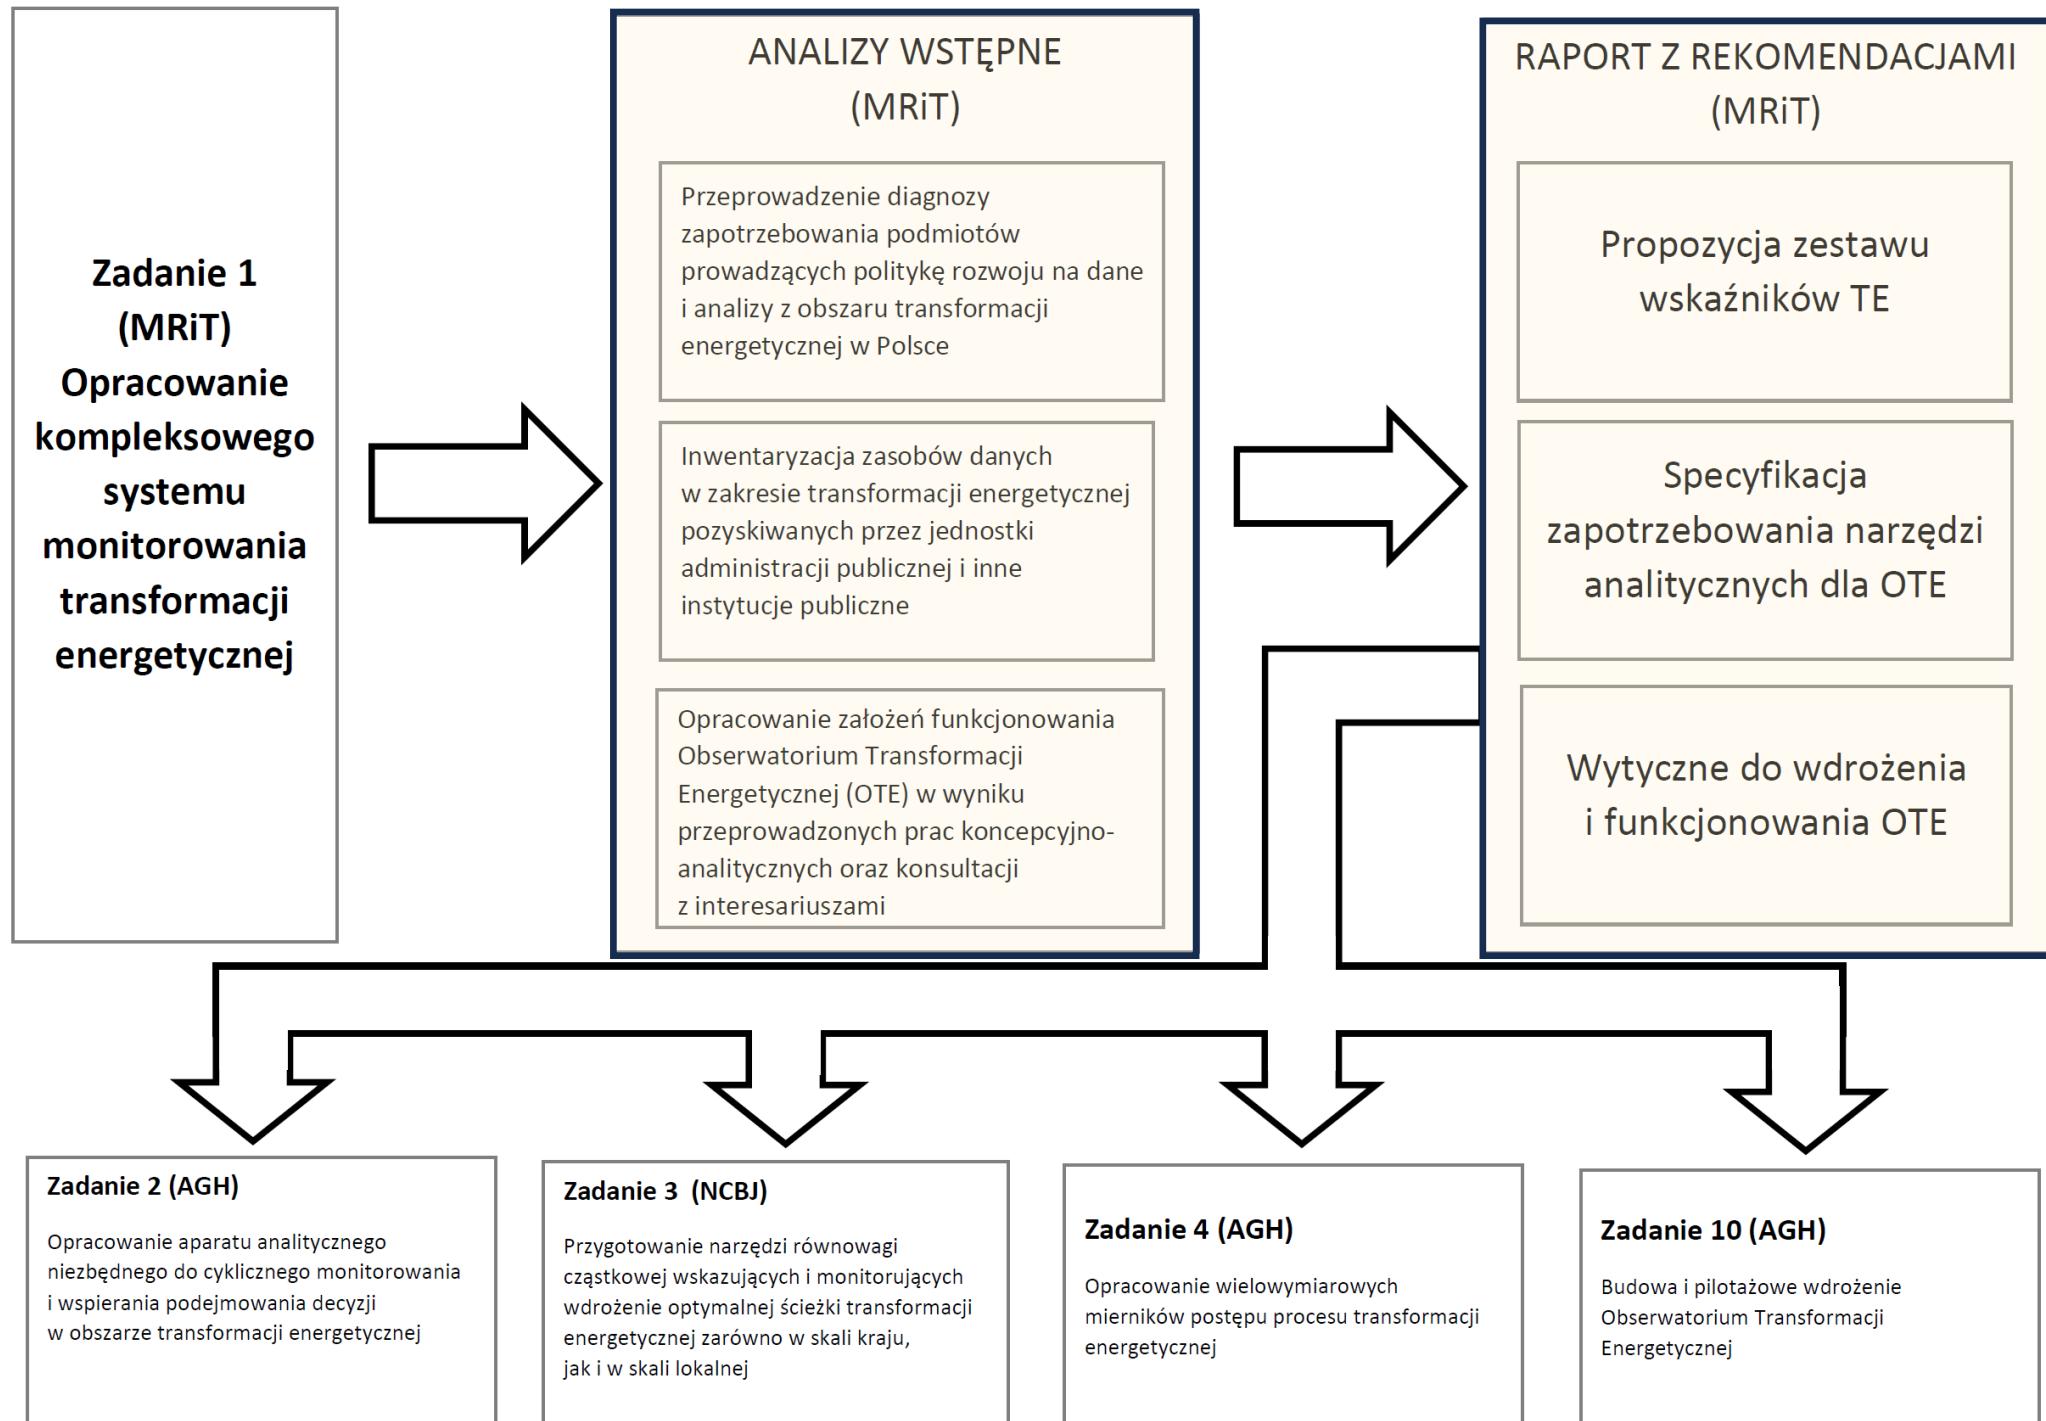 Zadanie 1
(MRiT)
Opracowanie
kompleksowego
systemu
monitorowania
transformacji
energetycznej
ANALIZY WSTĘPNE
(MRiT)
Przeprowadzenie diagnozy
zapotrzebowania podmiotów
prowadzących politykę rozwoju na dane
i analizy z obszaru transformacji
energetycznej w Polsce
Inwentaryzacja zasobów danych
w zakresie transformacji energetycznej
pozyskiwanych przez jednostki
administracji publicznej i inne
instytucje publiczne
Opracowanie założeń funkcjonowania
Obserwatorium Transformacji
Energetycznej (OTE) w wyniku
przeprowadzonych prac koncepcyjno-
analitycznych oraz konsultacji
z interesariuszami
RAPORT Z REKOMENDACJAMI
(MRiT)
Propozycja zestawu
wskaźników TE
Specyfikacja
zapotrzebowania narzędzi
analitycznych dla OTE
Wytyczne do wdrożenia
i funkcjonowania OTE
Zadanie 2 (AGH)
Opracowanie aparatu analitycznego
niezbędnego do cyklicznego monitorowania
i wspierania podejmowania decyzji
w obszarze transformacji energetycznej
Zadanie 3 (NCBJ)
Przygotowanie narzędzi równowagi
cząstkowej wskazujących i monitorujących
wdrożenie optymalnej ścieżki transformacji
energetycznej zarówno w skali kraju,
jak i w skali lokalnej
Zadanie 4 (AGH)
Opracowanie wielowymiarowych
mierników postępu procesu transformacji
energetycznej
Zadanie 10 (AGH)
Budowa i pilotażowe wdrożenie
Obserwatorium Transformacji
Energetycznej